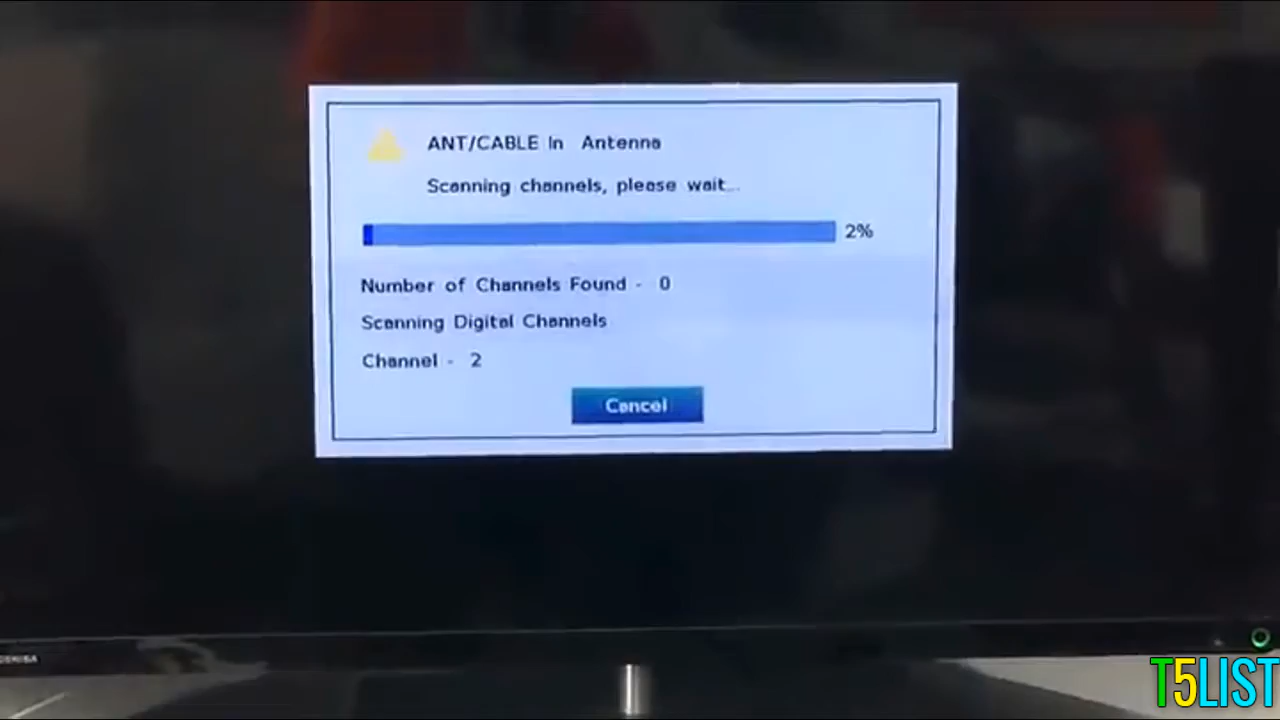 ANT/CABLE In Antenna
Scanning channels, please wait...
2%
Number of Channels Found - 0
Scanning Digital Channels
Channel - 2
Cancel
T5LIST